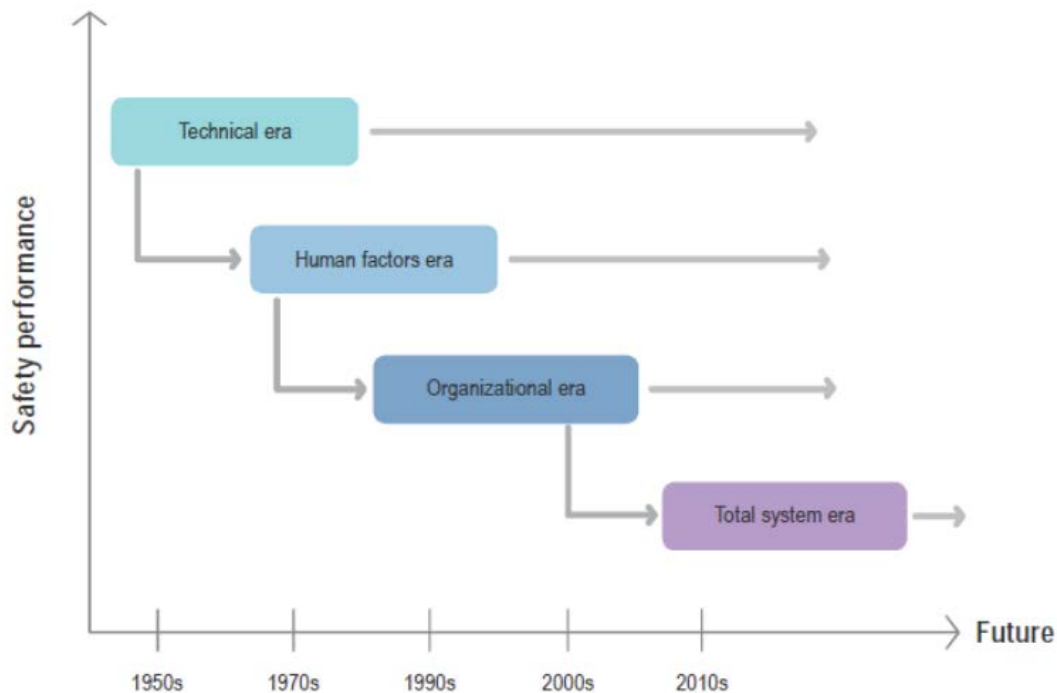 Safety performance
Technical era
Human factors era
Organizational era
Total system era
Future
1950s
1970s
1990s
2000s
2010s